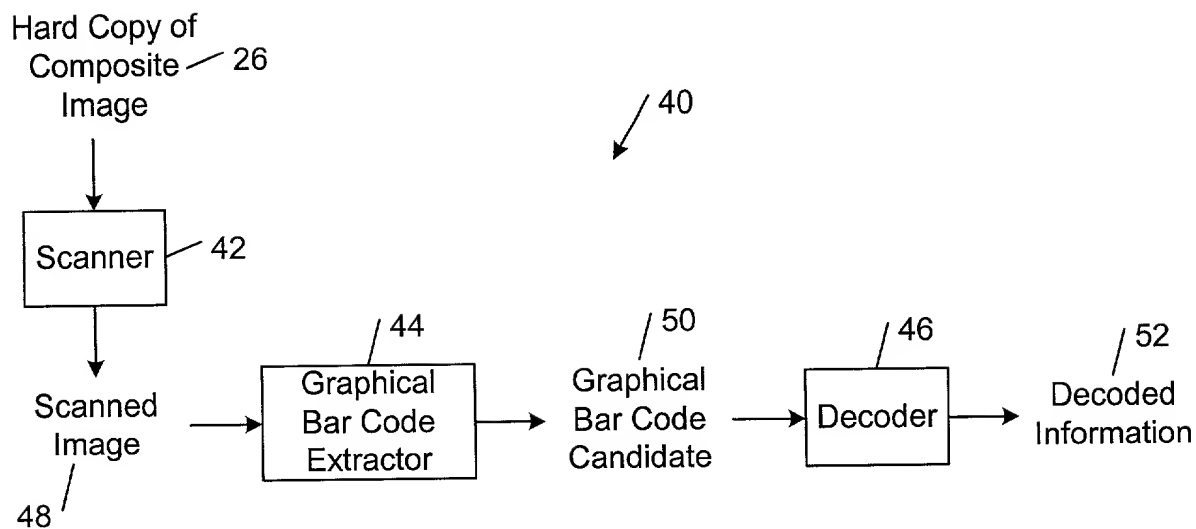 Hard Copy of
Composite 26
Image
40
Scanner 42
44
50
46
52
Scanned
Image
48
Graphical
Bar Code
Extractor
Graphical
Bar Code
Candidate
Decoder
Decoded
Information